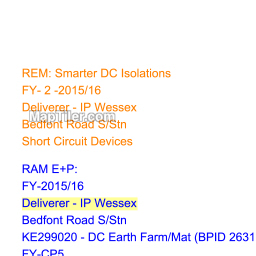 REM: Smarter DC Isolations
FY- 2 -2015/16
Deliverer - IP Wessex
MapTiler.com
Bedfont Road S/Stn
Short Circuit Devices
RAM E+P:
FY-2015/16
Deliverer - IP Wessex
Bedfont Road S/Stn
KE299020 - DC Earth Farm/Mat (BPID 2631
FY-CP5